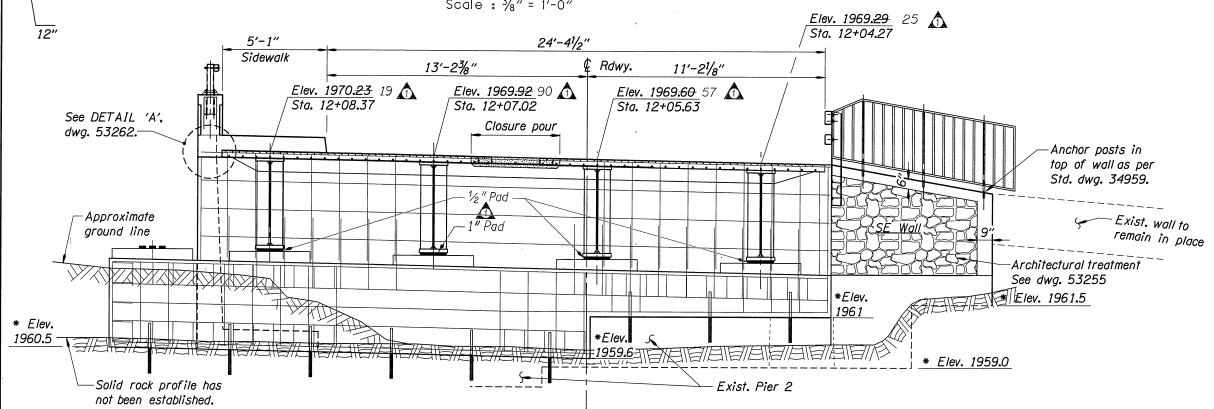 Scale : 3/8" = 1'-0"
12"
5'-1"
Sidewalk
24'-4½"
13'-2⅜"
℄ Rdwy.
11'-2⅛"
Elev. 1969.29 25 1
Sta. 12+04.27
Elev. 1970.23 19 1
Sta. 12+08.37
Elev. 1969.92 90 1
Sta. 12+07.02
Elev. 1969.60 57 1
Sta. 12+05.63
Closure pour
See DETAIL 'A',
dwg. 53262.
Anchor posts in
top of wall as per
Std. dwg. 34959.
6"
½" Pad
1
1" Pad
Approximate
ground line
SE Wall
9"
Exist. wall to
remain in place
Architectural treatment
See dwg. 53255
* Elev.
1961
* Elev. 1961.5
* Elev.
1960.5
*Elev.
1959.6
* Elev. 1959.0
Solid rock profile has
not been established.
Exist. Pier 2